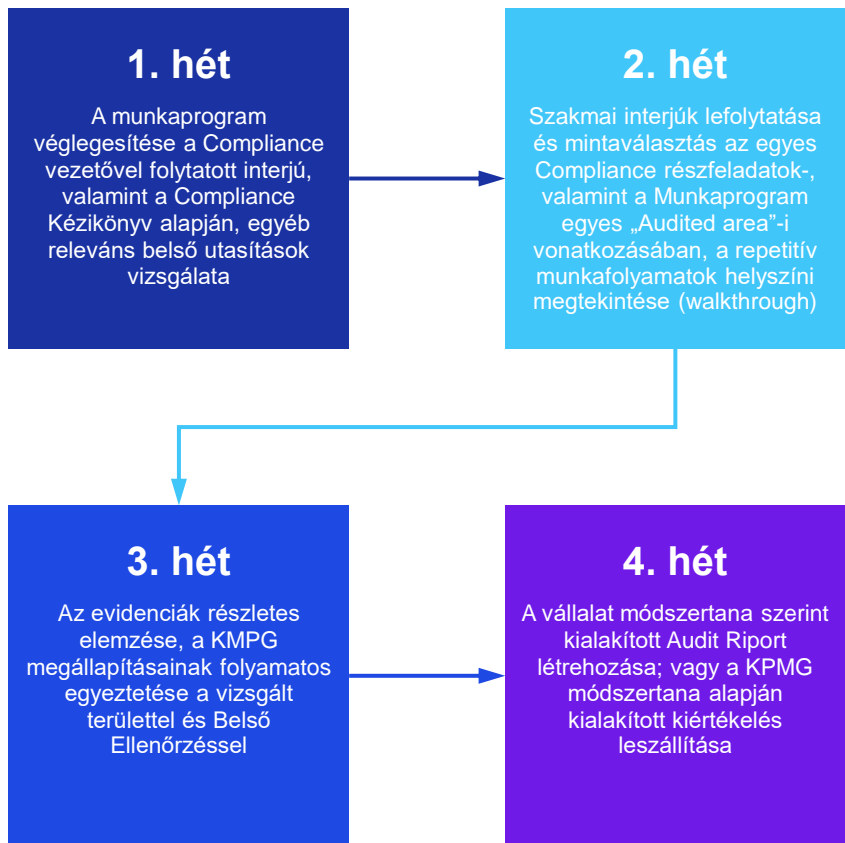 1. hét
A munkaprogram
véglegesítése a Compliance
vezetővel folytatott interjú,
valamint a Compliance
Kézikönyv alapján, egyéb
releváns belső utasítások
vizsgálata
2. hét
Szakmai interjúk lefolytatása
és mintaválasztás az egyes
Compliance részfeladatok-,
valamint a Munkaprogram
egyes „Audited area”-i
vonatkozásában, a repetitív
munkafolyamatok helyszíni
megtekintése (walkthrough)
3. hét
Az evidenciák részletes
elemzése, a KMPG
megállapításainak folyamatos
egyeztetése a vizsgált
területtel és Belső
Ellenőrzéssel
4. hét
A vállalat módszertana szerint
kialakított Audit Riport
létrehozása; vagy a KPMG
módszertana alapján
kialakított kiértékelés
leszállítása